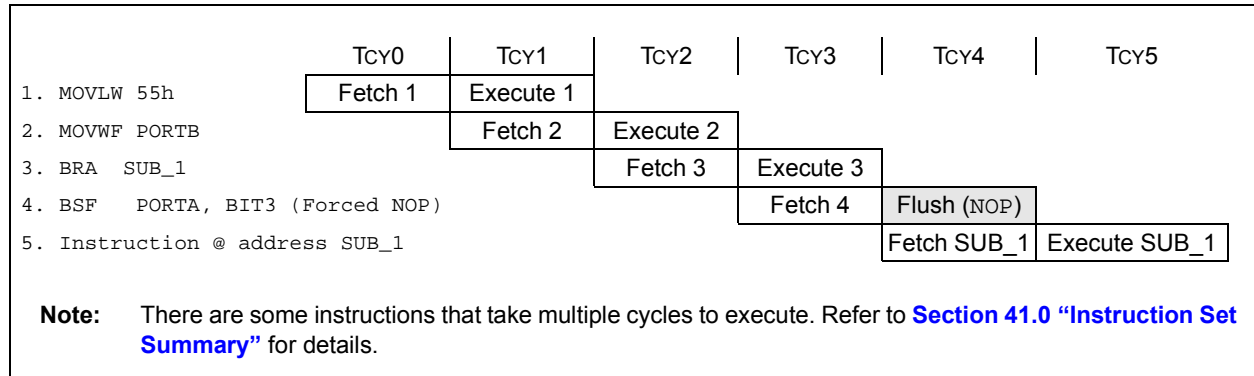 TCY0 TCY1 TCY2 TCY3 TCY4 TCY5
1. MOVLW 55h Fetch 1 Execute 1
2. MOVWF PORTB Fetch 2 Execute 2
3. BRA SUB_1 Fetch 3 Execute 3
4. BSF PORTA, BIT3 (Forced NOP) Fetch 4 Flush (NOP)
5. Instruction @ address SUB_1 Fetch SUB_1 Execute SUB_1
Note: There are some instructions that take multiple cycles to execute. Refer to Section 41.0 “Instruction Set
Summary” for details.